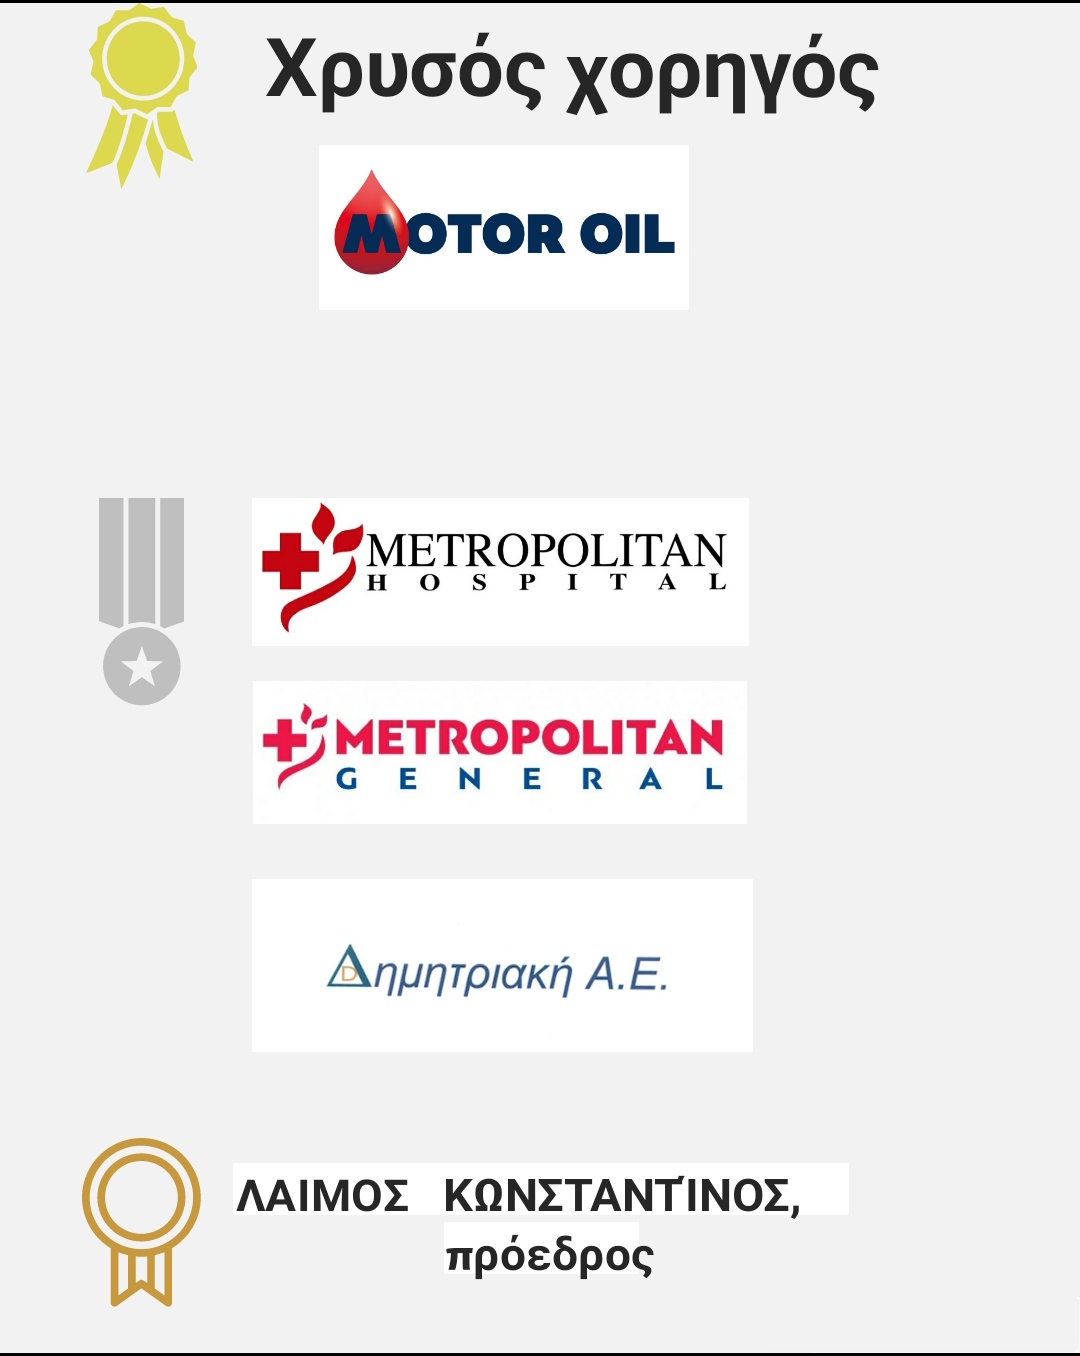 Χρυσός χορηγός
MOTOR OIL
METROPOLITAN
HOSPITAL
METROPOLITAN
GENERAL
Δημητριακή Α.Ε.
ΛΑΙΜΟΣ ΚΩΝΣΤΑΝΤΊΝΟΣ,
πρόεδρος